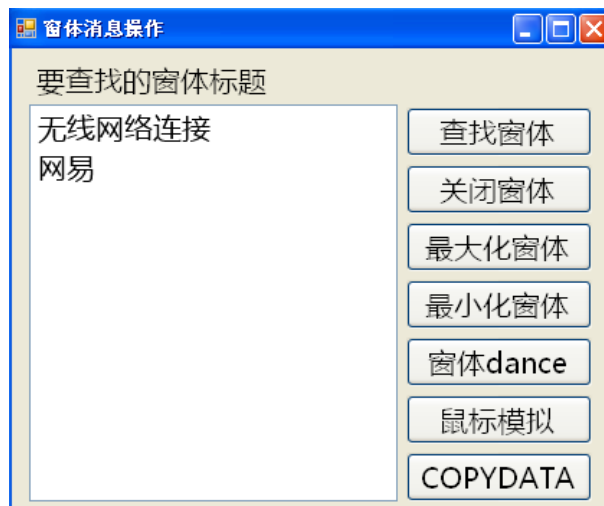 窗体消息操作
要查找的窗体标题
无线网络连接
网易
查找窗体
关闭窗体
最大化窗体
最小化窗体
窗体dance
鼠标模拟
COPYDATA